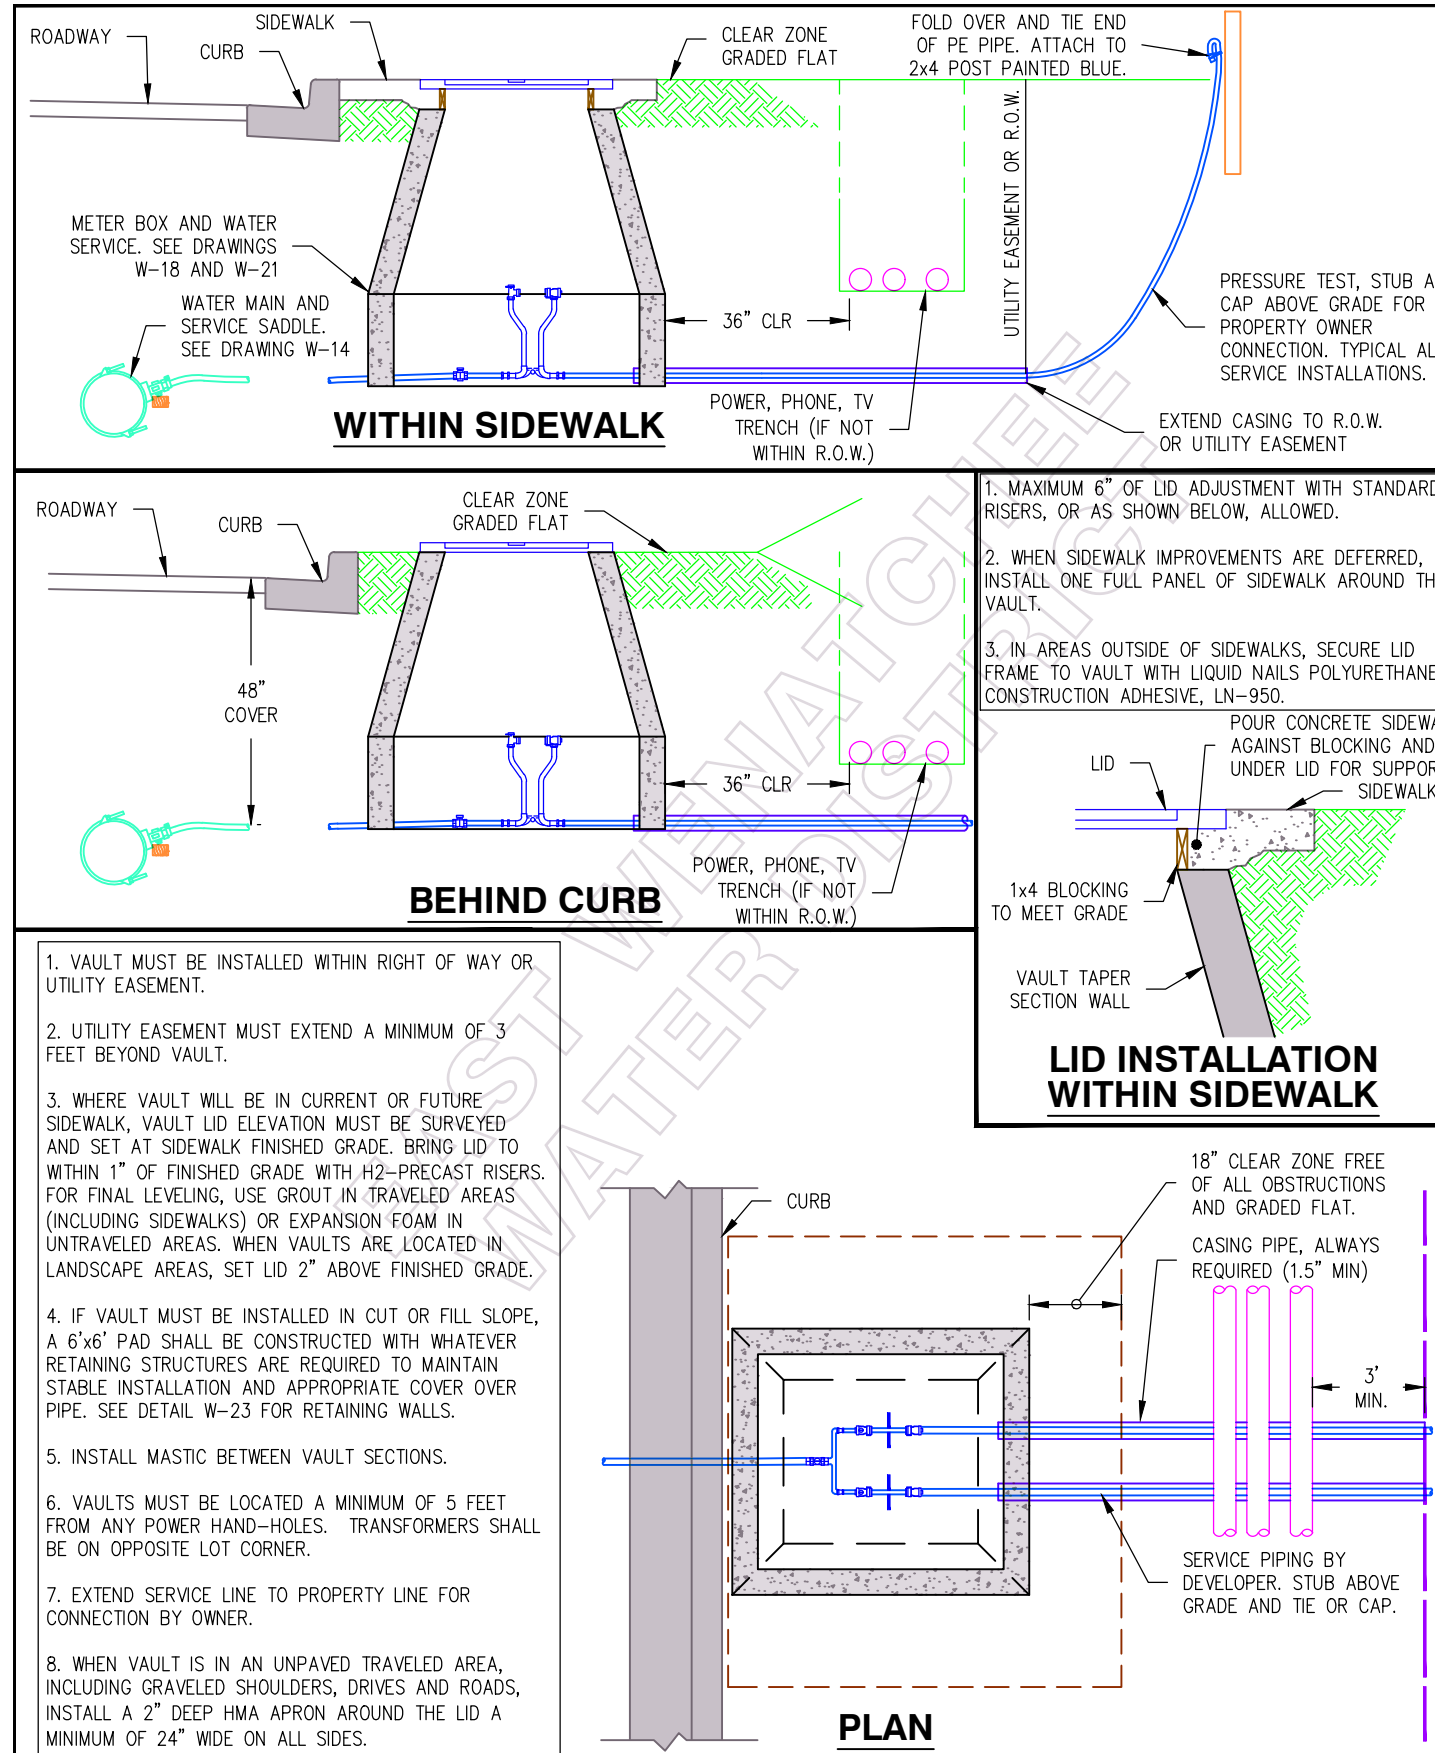 ROADWAY
SIDEWALK
CURB
CLEAR ZONE
GRADED FLAT
FOLD OVER AND TIE END
OF PE PIPE. ATTACH TO
2x4 POST PAINTED BLUE.
UTILITY EASEMENT OR R.O.W.
METER BOX AND WATER
SERVICE. SEE DRAWINGS
W-18 AND W-21
WATER MAIN AND
SERVICE SADDLE.
SEE DRAWING W-14
36" CLR
POWER, PHONE, TV
TRENCH (IF NOT
WITHIN R.O.W.)
PRESSURE TEST, STUB A
CAP ABOVE GRADE FOR
PROPERTY OWNER
CONNECTION. TYPICAL AL
SERVICE INSTALLATIONS.
EXTEND CASING TO R.O.W.
OR UTILITY EASEMENT
WITHIN SIDEWALK
ROADWAY
CURB
CLEAR ZONE
GRADED FLAT
48"
COVER
36" CLR
POWER, PHONE, TV
TRENCH (IF NOT
WITHIN R.O.W.)
BEHIND CURB
1. MAXIMUM 6" OF LID ADJUSTMENT WITH STANDARD
RISERS, OR AS SHOWN BELOW, ALLOWED.
2. WHEN SIDEWALK IMPROVEMENTS ARE DEFERRED,
INSTALL ONE FULL PANEL OF SIDEWALK AROUND TH
VAULT.
3. IN AREAS OUTSIDE OF SIDEWALKS, SECURE LID
FRAME TO VAULT WITH LIQUID NAILS POLYURETHANE
CONSTRUCTION ADHESIVE, LN-950.
POUR CONCRETE SIDEWA
AGAINST BLOCKING AND
UNDER LID FOR SUPPOR
SIDEWALK
LID
1x4 BLOCKING
TO MEET GRADE
VAULT TAPER
SECTION WALL
LID INSTALLATION
WITHIN SIDEWALK
1. VAULT MUST BE INSTALLED WITHIN RIGHT OF WAY OR
UTILITY EASEMENT.
2. UTILITY EASEMENT MUST EXTEND A MINIMUM OF 3
FEET BEYOND VAULT.
3. WHERE VAULT WILL BE IN CURRENT OR FUTURE
SIDEWALK, VAULT LID ELEVATION MUST BE SURVEYED
AND SET AT SIDEWALK FINISHED GRADE. BRING LID TO
WITHIN 1" OF FINISHED GRADE WITH H2-PRECAST RISERS.
FOR FINAL LEVELING, USE GROUT IN TRAVELED AREAS
(INCLUDING SIDEWALKS) OR EXPANSION FOAM IN
UNTRAVELED AREAS. WHEN VAULTS ARE LOCATED IN
LANDSCAPE AREAS, SET LID 2" ABOVE FINISHED GRADE.
4. IF VAULT MUST BE INSTALLED IN CUT OR FILL SLOPE,
A 6'x6' PAD SHALL BE CONSTRUCTED WITH WHATEVER
RETAINING STRUCTURES ARE REQUIRED TO MAINTAIN
STABLE INSTALLATION AND APPROPRIATE COVER OVER
PIPE. SEE DETAIL W-23 FOR RETAINING WALLS.
5. INSTALL MASTIC BETWEEN VAULT SECTIONS.
6. VAULTS MUST BE LOCATED A MINIMUM OF 5 FEET
FROM ANY POWER HAND-HOLES. TRANSFORMERS SHALL
BE ON OPPOSITE LOT CORNER.
7. EXTEND SERVICE LINE TO PROPERTY LINE FOR
CONNECTION BY OWNER.
8. WHEN VAULT IS IN AN UNPAVED TRAVELED AREA,
INCLUDING GRAVELED SHOULDERS, DRIVES AND ROADS,
INSTALL A 2" DEEP HMA APRON AROUND THE LID A
MINIMUM OF 24" WIDE ON ALL SIDES.
CURB
18" CLEAR ZONE FREE
OF ALL OBSTRUCTIONS
AND GRADED FLAT.
CASING PIPE, ALWAYS
REQUIRED (1.5" MIN)
3'
MIN.
SERVICE PIPING BY
DEVELOPER. STUB ABOVE
GRADE AND TIE OR CAP.
PLAN
EAST WENATCHEE
WATER DISTRICT